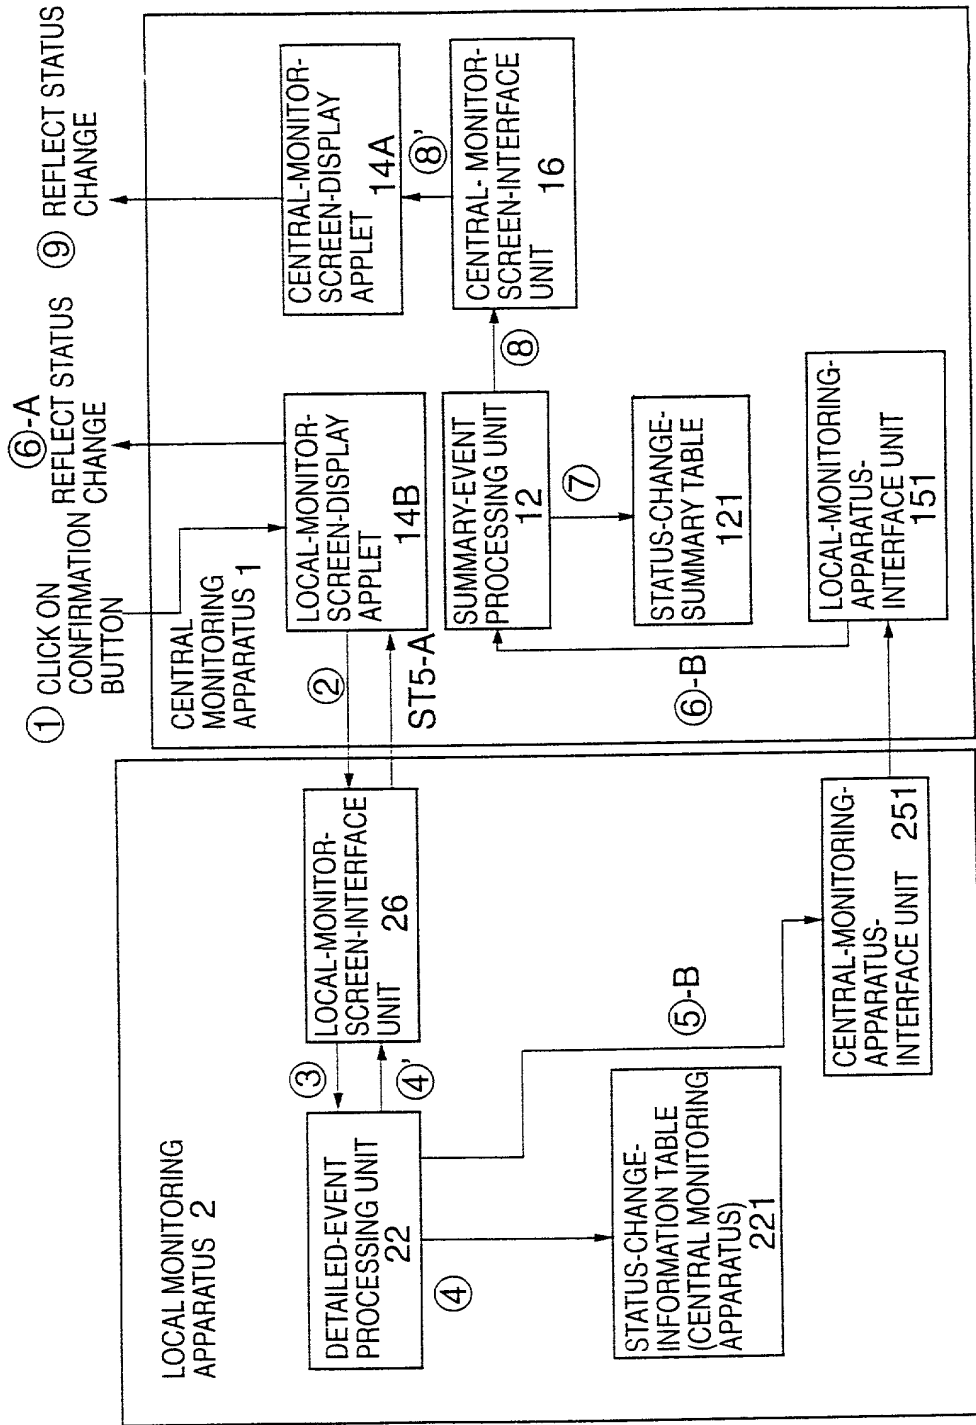 ① CLICK ON
CONFIRMATION
BUTTON
⑥-A
REFLECT STATUS
CHANGE
⑨ REFLECT STATUS
CHANGE
LOCAL MONITORING
APPARATUS 2
DETAILED-EVENT
PROCESSING UNIT
22
③
④'
④
LOCAL-MONITOR-
SCREEN-INTERFACE
UNIT 26
STATUS-CHANGE-
INFORMATION TABLE
(CENTRAL MONITORING
APPARATUS)
221
⑤-B
CENTRAL-MONITORING-
APPARATUS-
INTERFACE UNIT 251
CENTRAL
MONITORING
APPARATUS 1
②
ST5-A
LOCAL-MONITOR-
SCREEN-DISPLAY
APPLET 14B
CENTRAL-MONITOR-
SCREEN-DISPLAY
APPLET 14A
⑧'
SUMMARY-EVENT
PROCESSING UNIT
12
⑧
CENTRAL- MONITOR-
SCREEN-INTERFACE
UNIT 16
⑦
STATUS-CHANGE-
SUMMARY TABLE
121
⑥-B
LOCAL-MONITORING-
APPARATUS-
INTERFACE UNIT
151